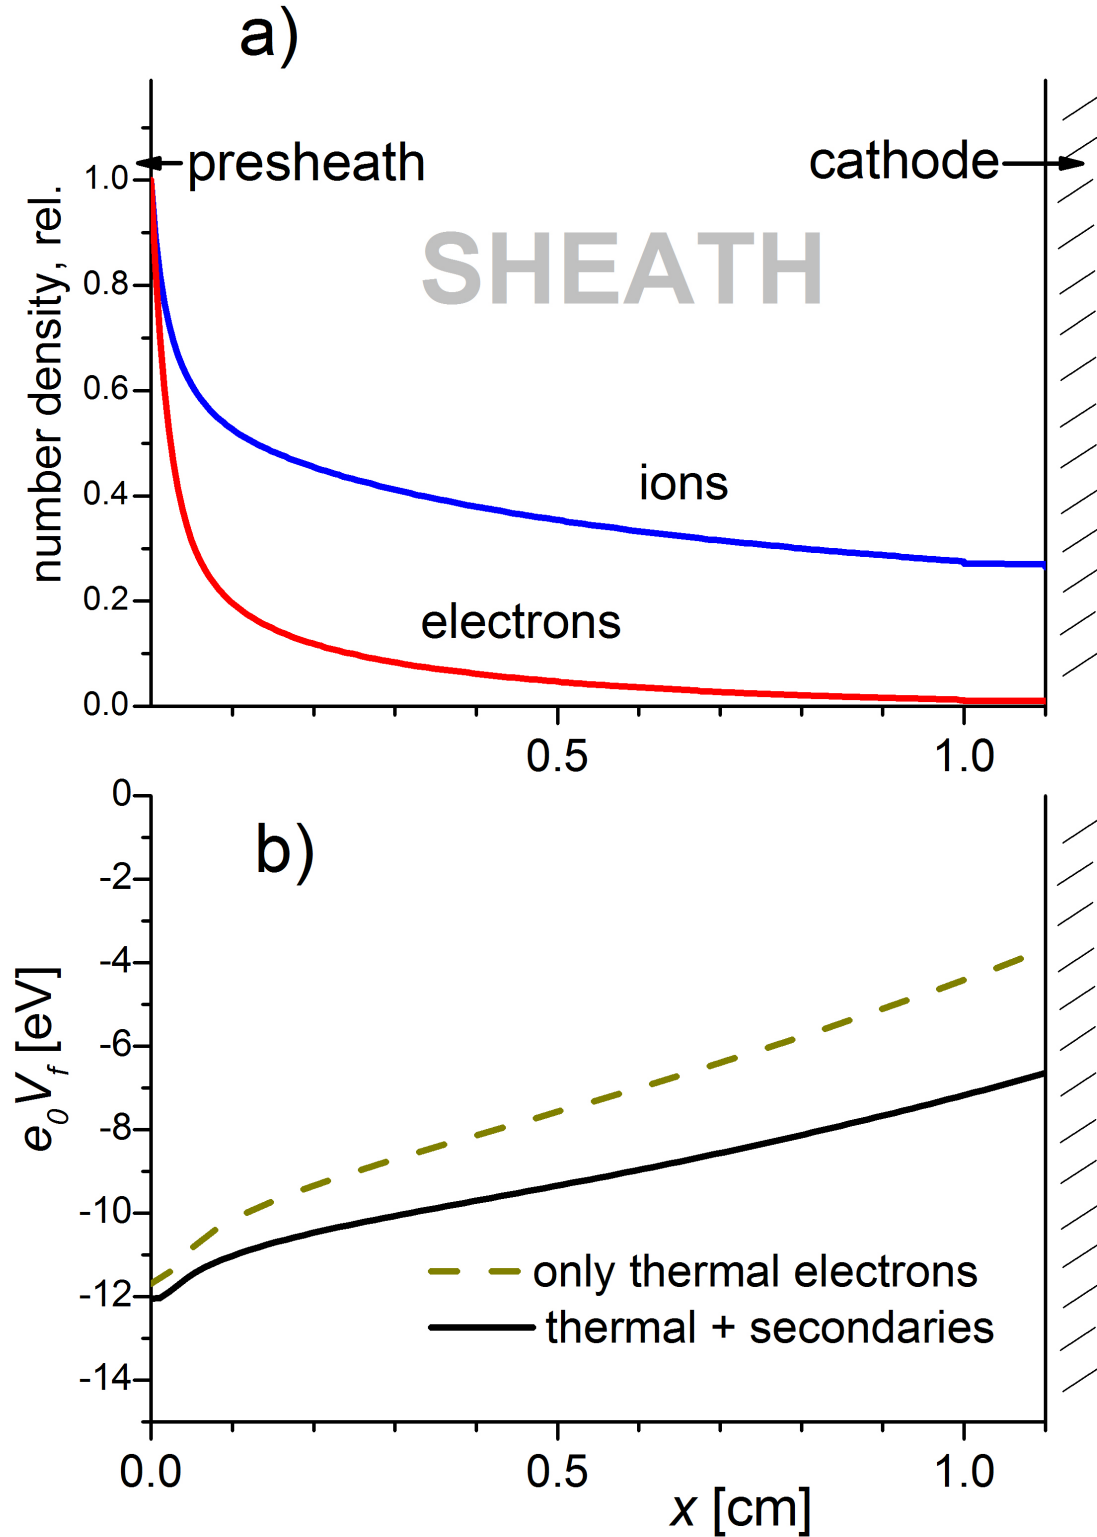 a)
presheath
cathode
SHEATH
number density, rel.
1.0
0.8
0.6
0.4
0.2
0.0
ions
electrons
0.5
1.0
b)
e0Vf [eV]
0
-2
-4
-6
-8
-10
-12
-14
only thermal electrons
thermal + secondaries
0.0
0.5
1.0
x [cm]